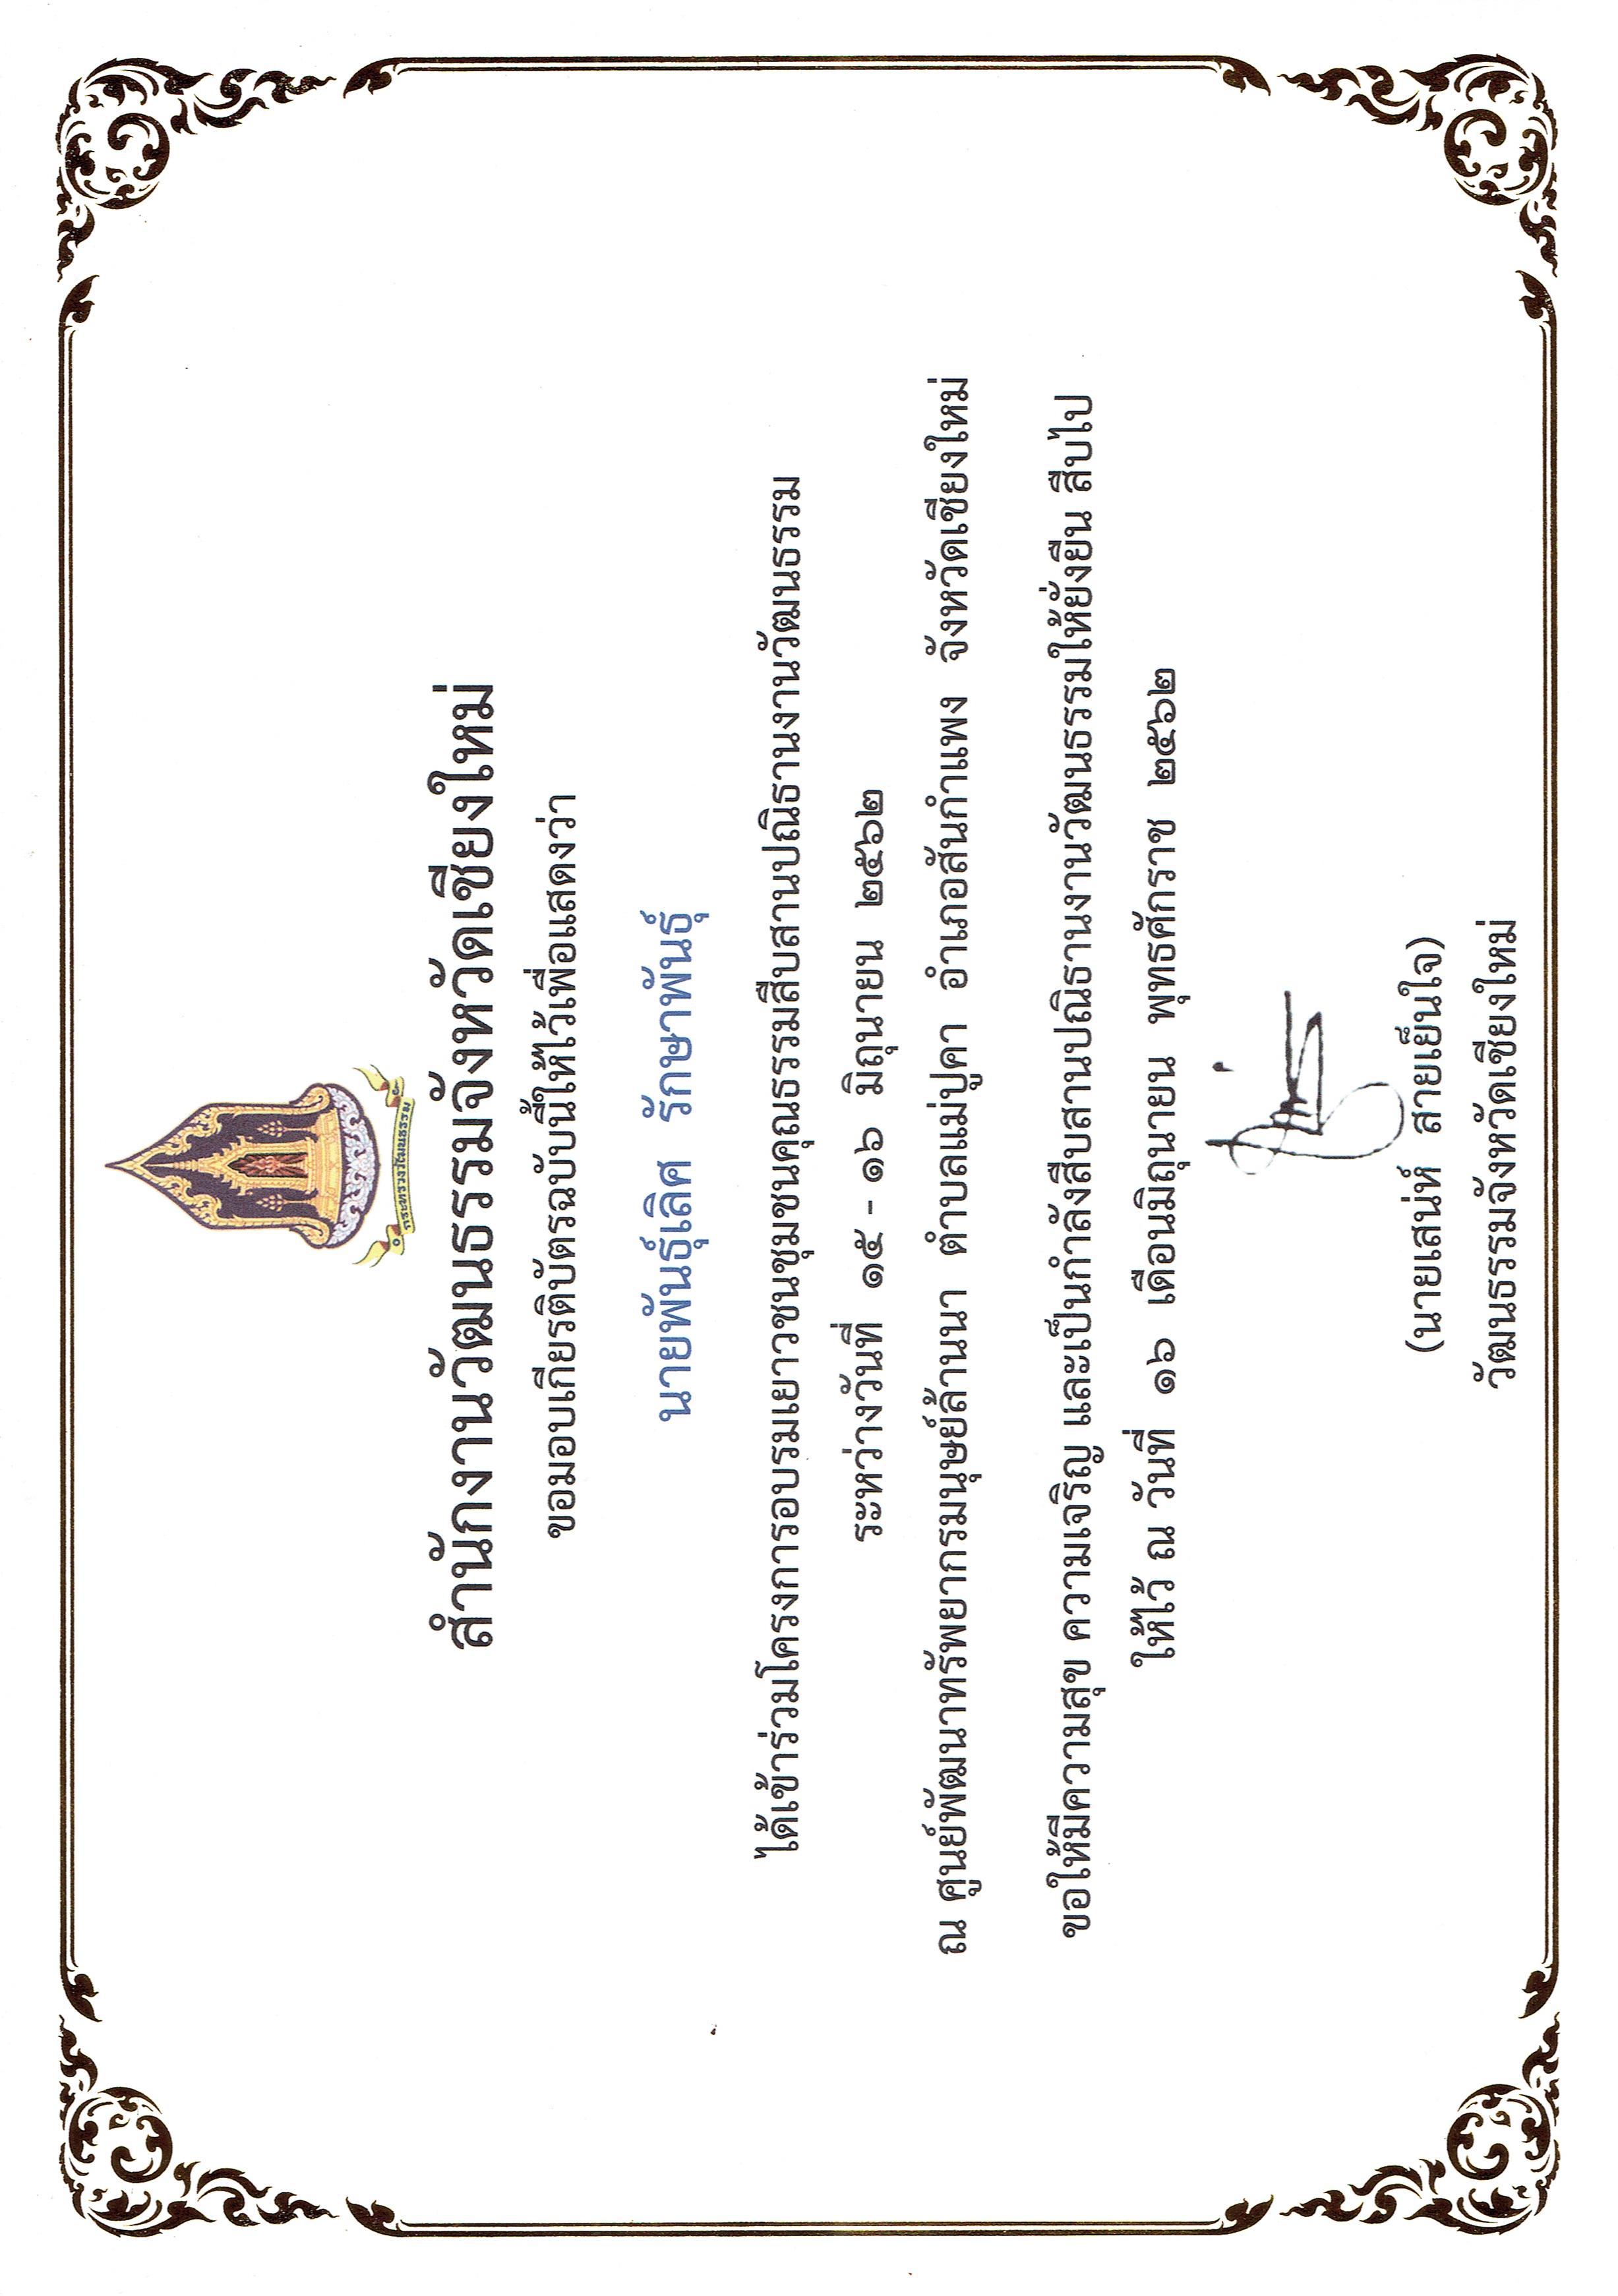 กระทรวงวัฒนธรรม
สำนักงานวัฒนธรรมจังหวัดเชียงใหม่
ขอมอบเกียรติบัตรฉบับนี้ให้ไว้เพื่อแสดงว่า
นายพันธุ์เลิศ รักษาพันธุ์
ได้เข้าร่วมโครงการอบรมเยาวชนชุมชนคุณธรรมสืบสานปณิธานงานวัฒนธรรม
ระหว่างวันที่ ๑๕ - ๑๖ มิถุนายน ๒๕๖๒
ณ ศูนย์พัฒนาทรัพยากรมนุษย์ล้านนา ตำบลแม่ปูคา อำเภอสันกำแพง จังหวัดเชียงใหม่
ขอให้มีความสุข ความเจริญ และเป็นกำลังสืบสานปณิธานงานวัฒนธรรมให้ยั่งยืน สืบไป
ให้ไว้ ณ วันที่ ๑๖ เดือนมิถุนายน พุทธศักราช ๒๕๖๒
(นายเสน่ห์ สายเย็นใจ)
วัฒนธรรมจังหวัดเชียงใหม่